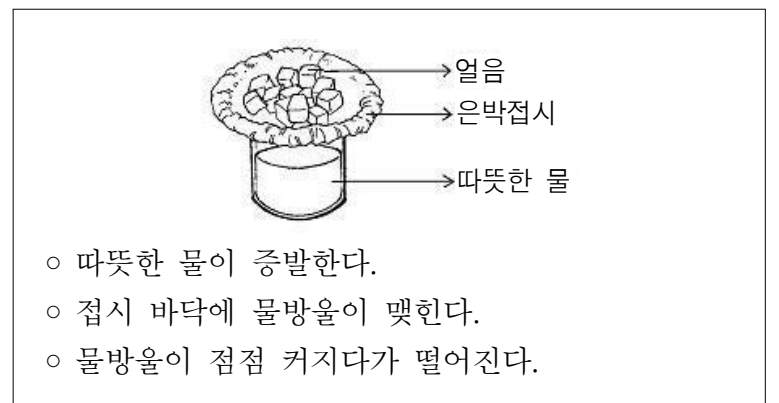 얼음
은박접시
따뜻한 물
○ 따뜻한 물이 증발한다.
○ 접시 바닥에 물방울이 맺힌다.
○ 물방울이 점점 커지다가 떨어진다.